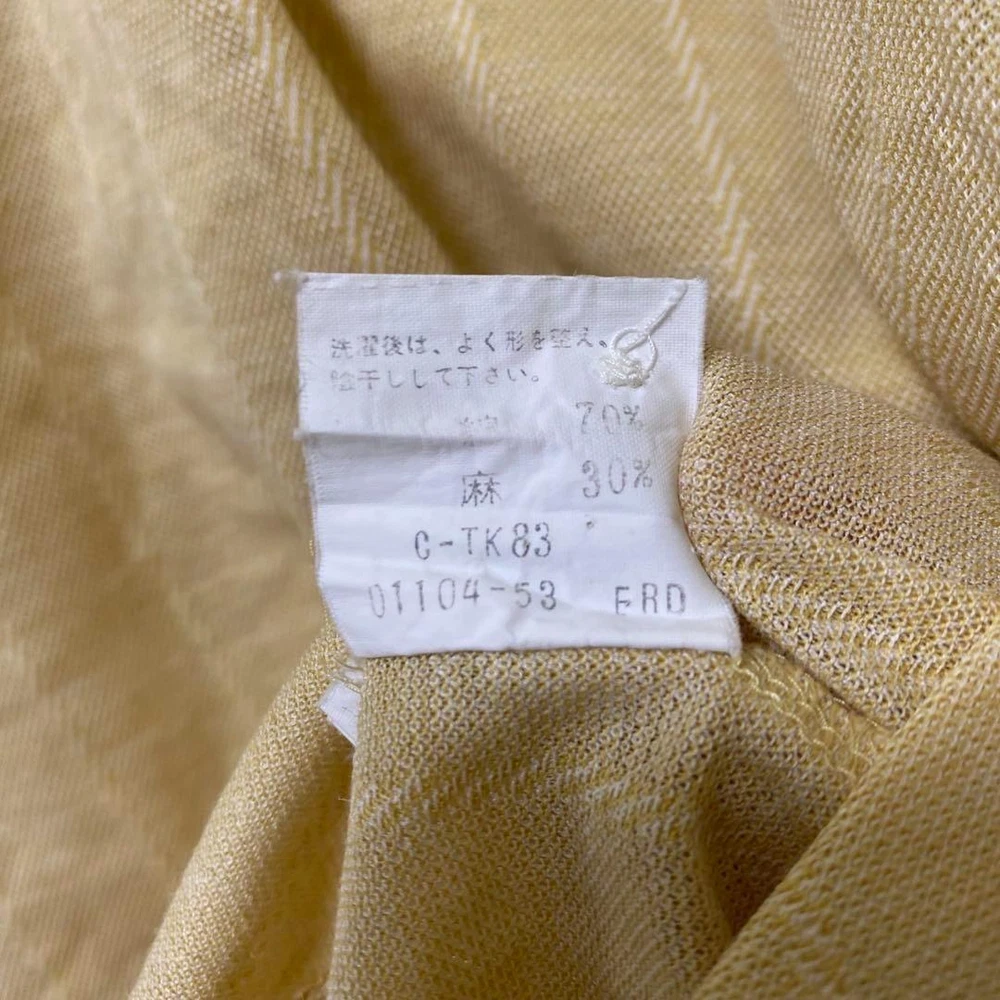 洗濯後は、よく形を整え。
陰干しして下さい。
綿 70%
麻 30%
C-TK83
01104-53 FRD